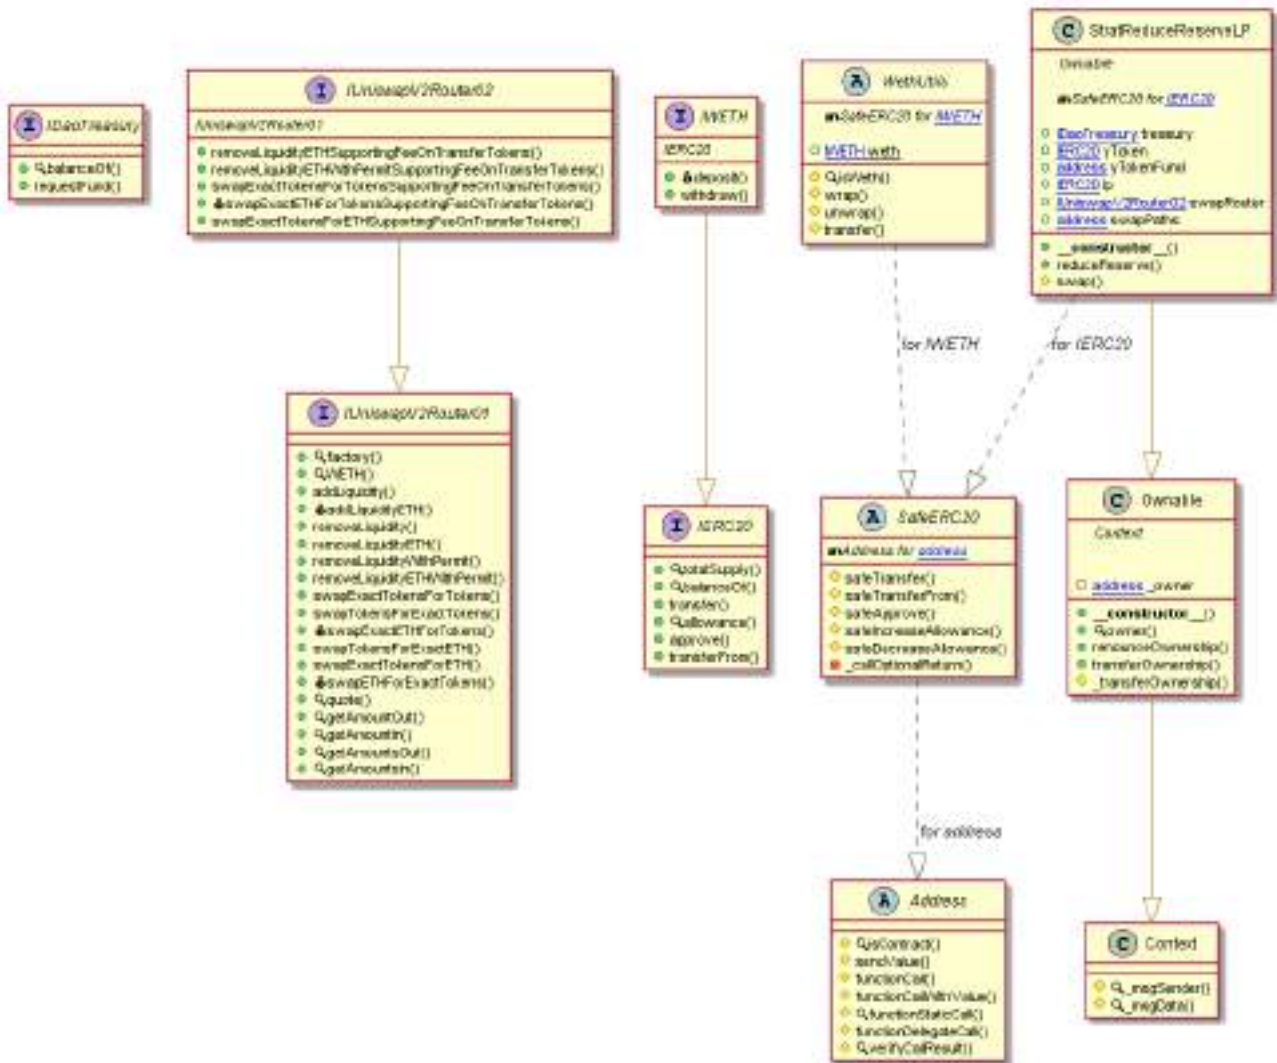 I IDaoTreasury
balanceOf()
requestFund()
I IUniswapV2Router02
IUniswapV2Router01
removeLiquidityETHSupportingFeeOnTransferTokens()
removeLiquidityETHWithPermitSupportingFeeOnTransferTokens()
swapExactTokensForTokensSupportingFeeOnTransferTokens()
swapExactETHForTokensSupportingFeeOnTransferTokens()
swapExactTokensForETHSupportingFeeOnTransferTokens()
I IWETH
IERC20
deposit()
withdraw()
A WethUtils
SafeERC20 for IWETH
IWETH weth
isWeth()
wrap()
unwrap()
transfer()
C StratReduceReserveLP
Ownable
SafeERC20 for IERC20
IDaoTreasury treasury
IERC20 yToken
address yTokenFund
IERC20 lp
IUniswapV2Router02 swapRouter
address swapPaths
__constructor__()
reduceReserve()
swap()
for IWETH
for IERC20
I IUniswapV2Router01
factory()
WETH()
addLiquidity()
addLiquidityETH()
removeLiquidity()
removeLiquidityETH()
removeLiquidityWithPermit()
removeLiquidityETHWithPermit()
swapExactTokensForTokens()
swapTokensForExactTokens()
swapExactETHForTokens()
swapTokensForExactETH()
swapExactTokensForETH()
swapETHForExactTokens()
quote()
getAmountOut()
getAmountIn()
getAmountsOut()
getAmountsIn()
I IERC20
totalSupply()
balanceOf()
transfer()
allowance()
approve()
transferFrom()
A SafeERC20
Address for address
safeTransfer()
safeTransferFrom()
safeApprove()
safeIncreaseAllowance()
safeDecreaseAllowance()
_callOptionalReturn()
C Ownable
Context
address _owner
__constructor__()
owner()
renounceOwnership()
transferOwnership()
_transferOwnership()
for address
A Address
isContract()
sendValue()
functionCall()
functionCallWithValue()
functionStaticCall()
functionDelegateCall()
verifyCallResult()
C Context
_msgSender()
_msgData()